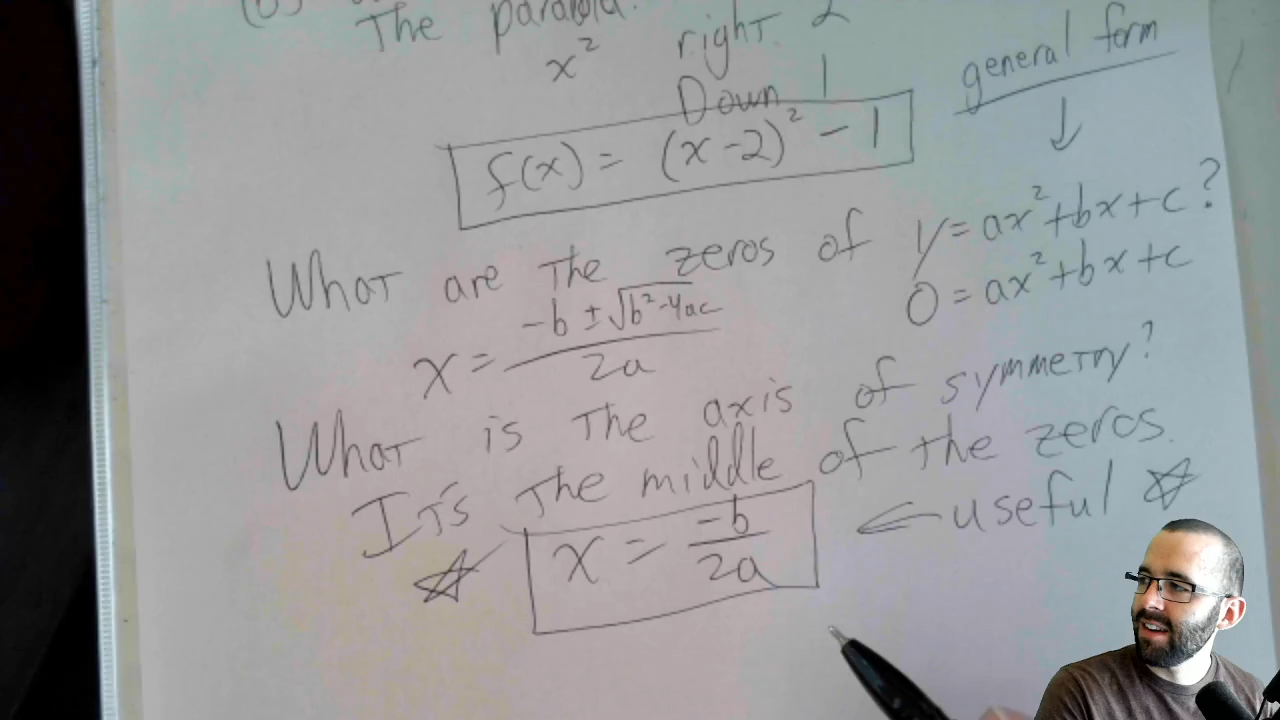 The parabola.
x² right 2
Down 1
general form
↓
f(x) = (x-2)² - 1
What are the zeros of y = ax² + bx + c?
0 = ax² + bx + c
x = (-b ± √(b²-4ac)) / 2a
What is the axis of symmetry?
It's the middle of the zeros.
☆ x = -b / 2a ← useful ☆